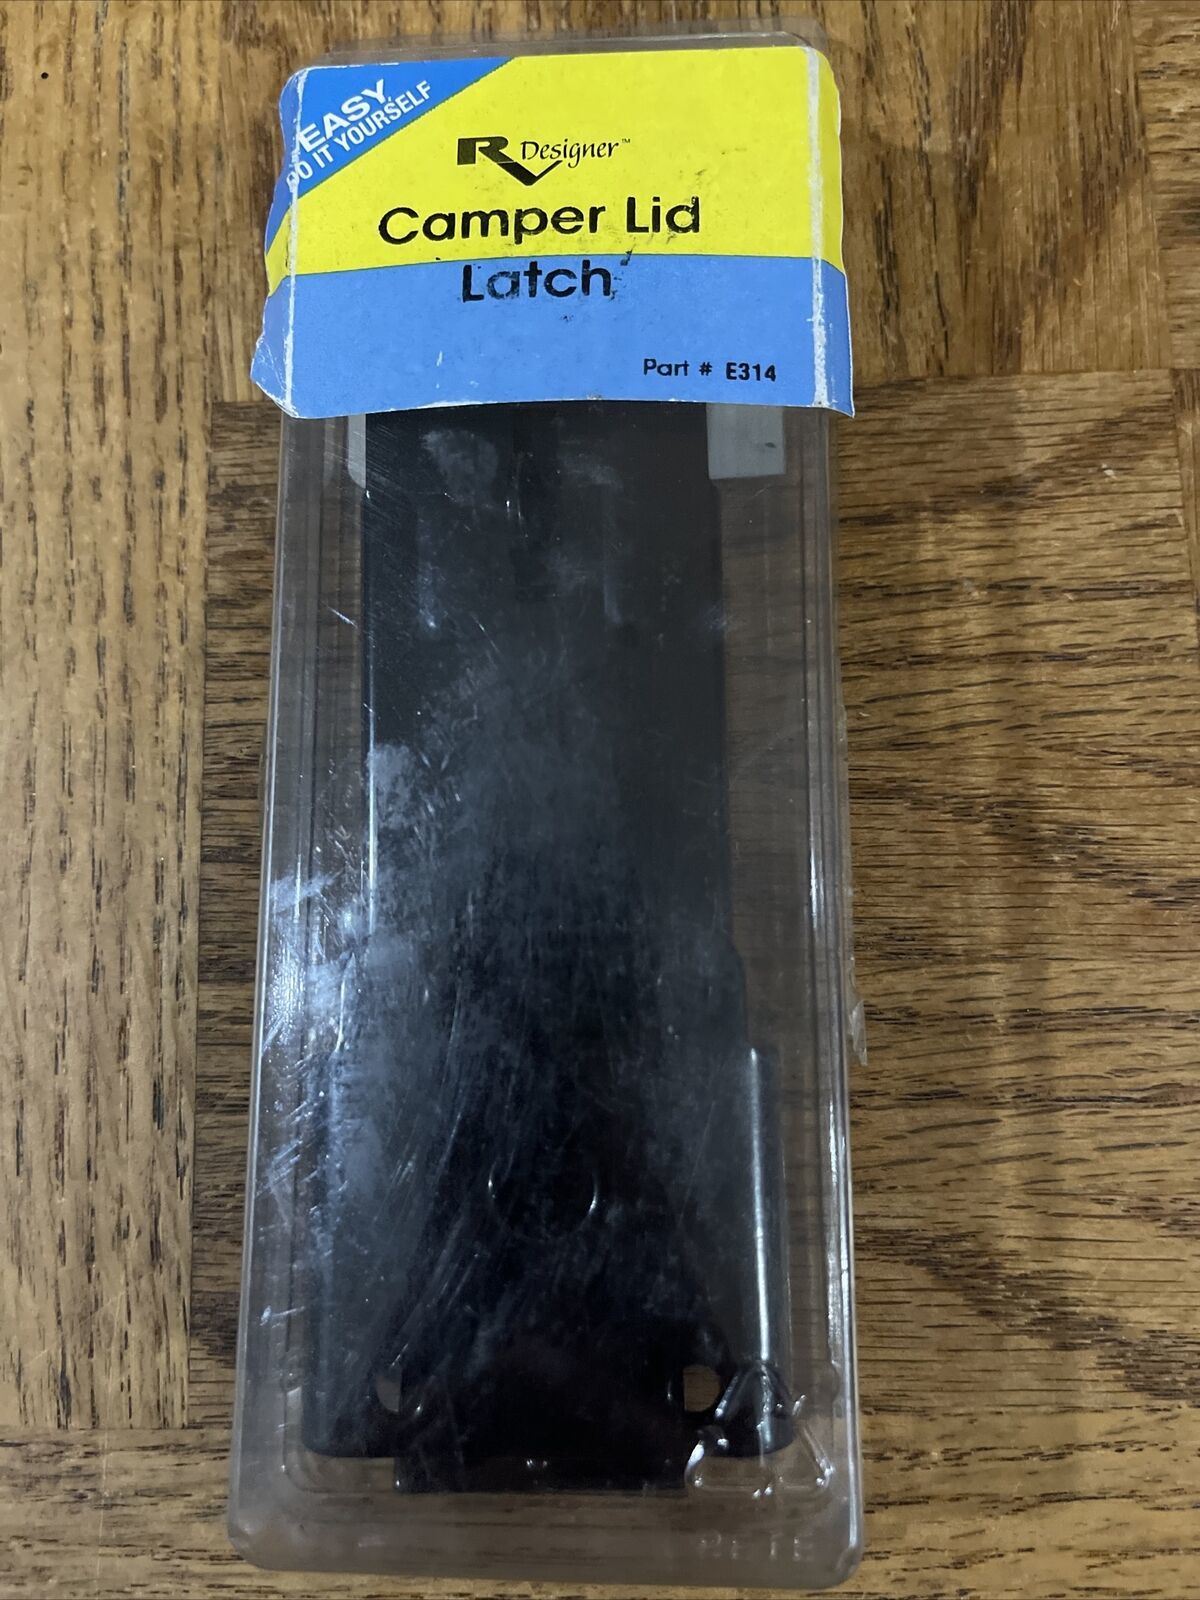 EASY
DO IT YOURSELF
RV Designer™
Camper Lid
Latch
Part # E314